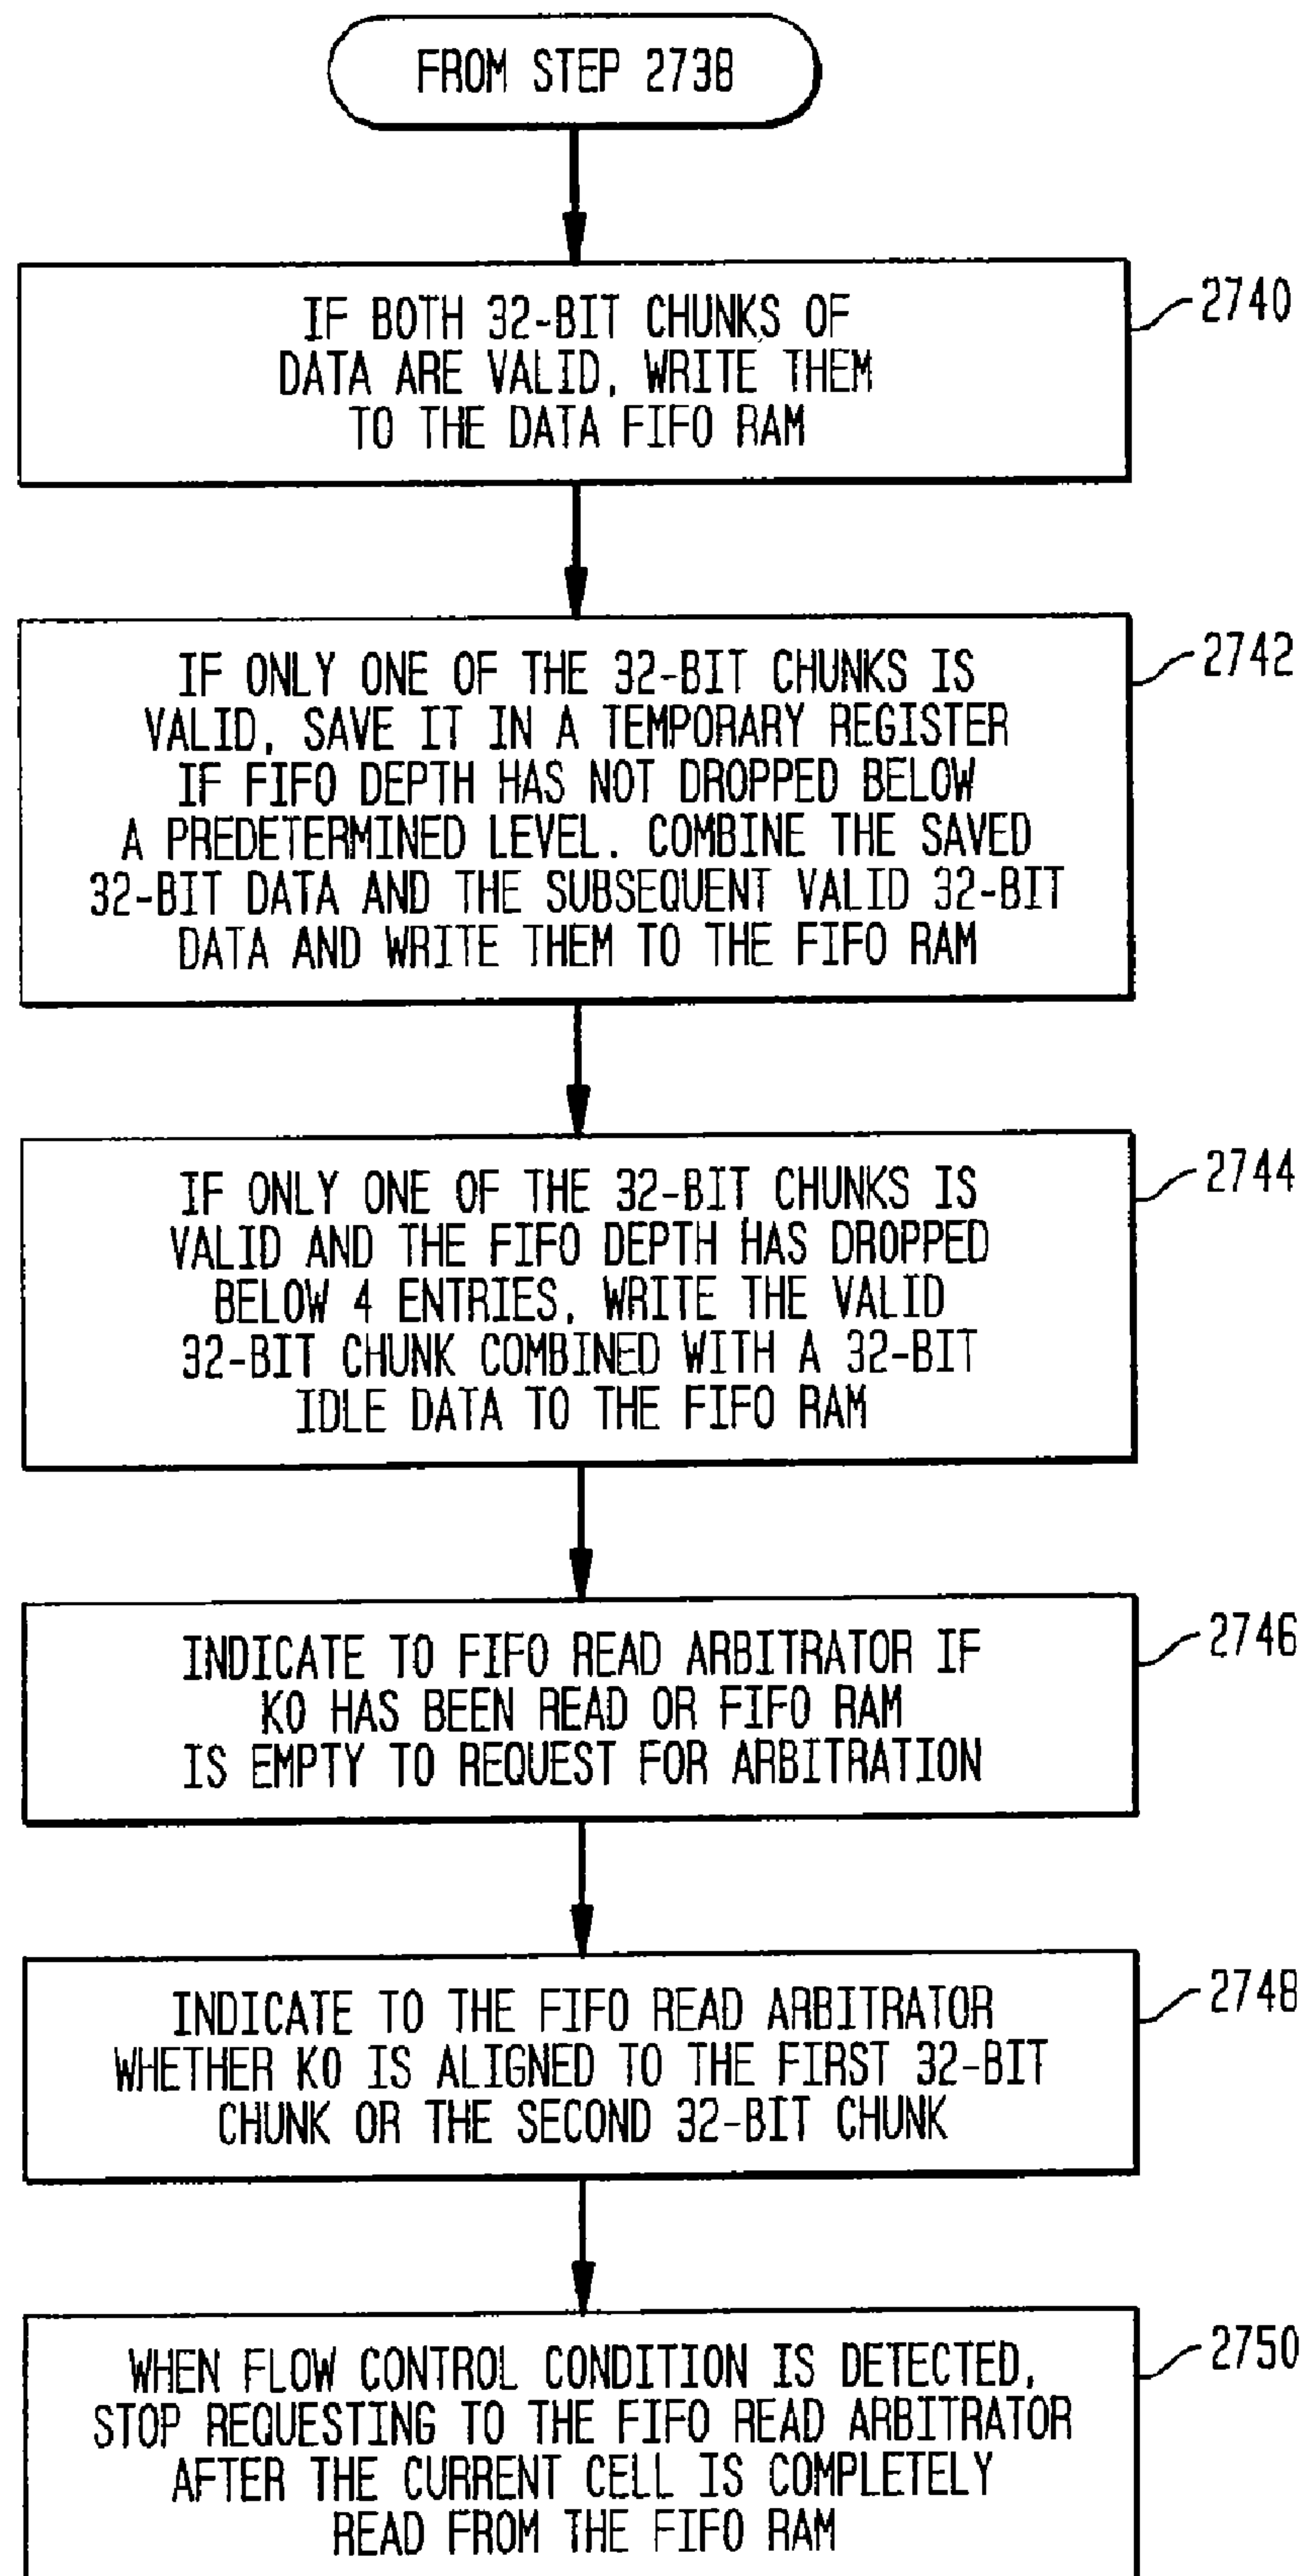 FROM STEP 2738
2740
IF BOTH 32-BIT CHUNKS OF
DATA ARE VALID, WRITE THEM
TO THE DATA FIFO RAM
2742
IF ONLY ONE OF THE 32-BIT CHUNKS IS
VALID, SAVE IT IN A TEMPORARY REGISTER
IF FIFO DEPTH HAS NOT DROPPED BELOW
A PREDETERMINED LEVEL. COMBINE THE SAVED
32-BIT DATA AND THE SUBSEQUENT VALID 32-BIT
DATA AND WRITE THEM TO THE FIFO RAM
2744
IF ONLY ONE OF THE 32-BIT CHUNKS IS
VALID AND THE FIFO DEPTH HAS DROPPED
BELOW 4 ENTRIES, WRITE THE VALID
32-BIT CHUNK COMBINED WITH A 32-BIT
IDLE DATA TO THE FIFO RAM
2746
INDICATE TO FIFO READ ARBITRATOR IF
K0 HAS BEEN READ OR FIFO RAM
IS EMPTY TO REQUEST FOR ARBITRATION
2748
INDICATE TO THE FIFO READ ARBITRATOR
WHETHER K0 IS ALIGNED TO THE FIRST 32-BIT
CHUNK OR THE SECOND 32-BIT CHUNK
2750
WHEN FLOW CONTROL CONDITION IS DETECTED,
STOP REQUESTING TO THE FIFO READ ARBITRATOR
AFTER THE CURRENT CELL IS COMPLETELY
READ FROM THE FIFO RAM